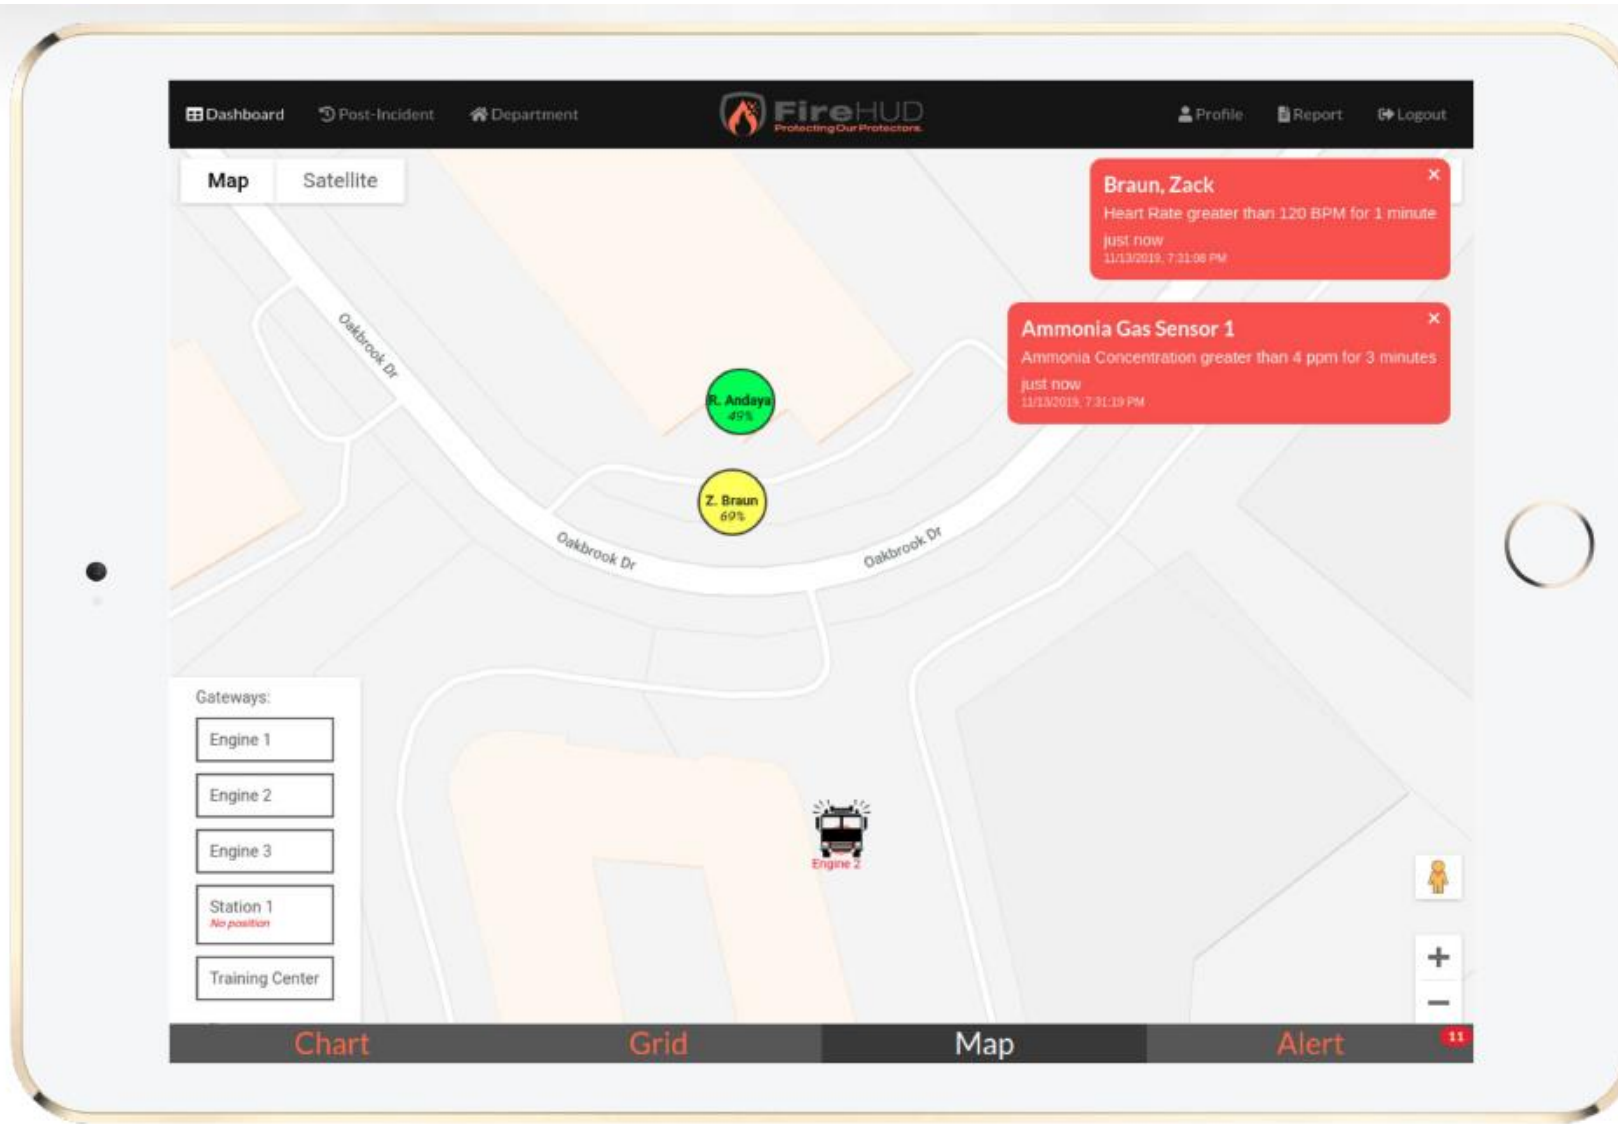 Dashboard
Post-Incident
Department
FireHUD
Protecting Our Protectors.
Profile
Report
Logout
Map
Satellite
Braun, Zack
Heart Rate greater than 120 BPM for 1 minute
just now
11/13/2019, 7:31:08 PM
Ammonia Gas Sensor 1
Ammonia Concentration greater than 4 ppm for 3 minutes
just now
11/13/2019, 7:31:19 PM
Oakbrook Dr
R. Andaya
49%
Z. Braun
69%
Oakbrook Dr
Oakbrook Dr
Gateways:
Engine 1
Engine 2
Engine 3
Station 1
No position
Training Center
Engine 2
Chart
Grid
Map
Alert
11